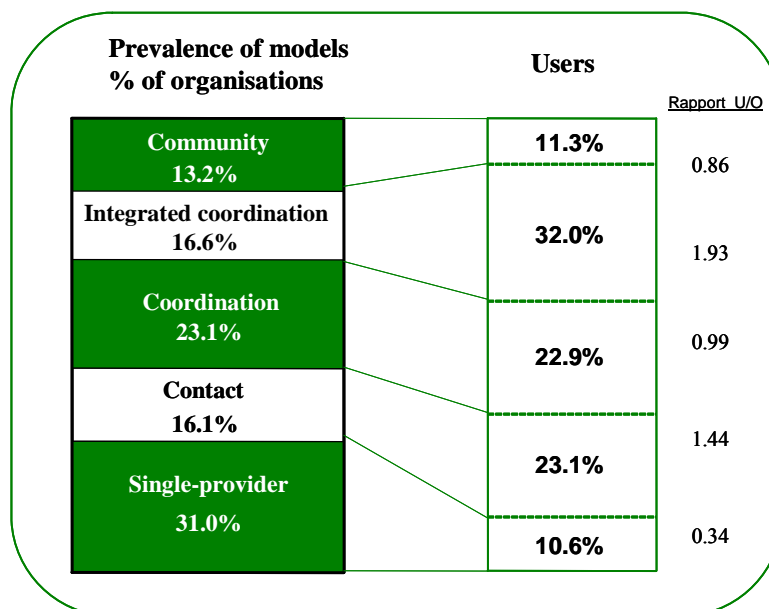 Prevalence of models
% of organisations
Users
Rapport U/O
Community
13.2%
11.3%
0.86
Integrated coordination
16.6%
32.0%
1.93
Coordination
23.1%
22.9%
0.99
Contact
16.1%
23.1%
1.44
Single-provider
31.0%
10.6%
0.34